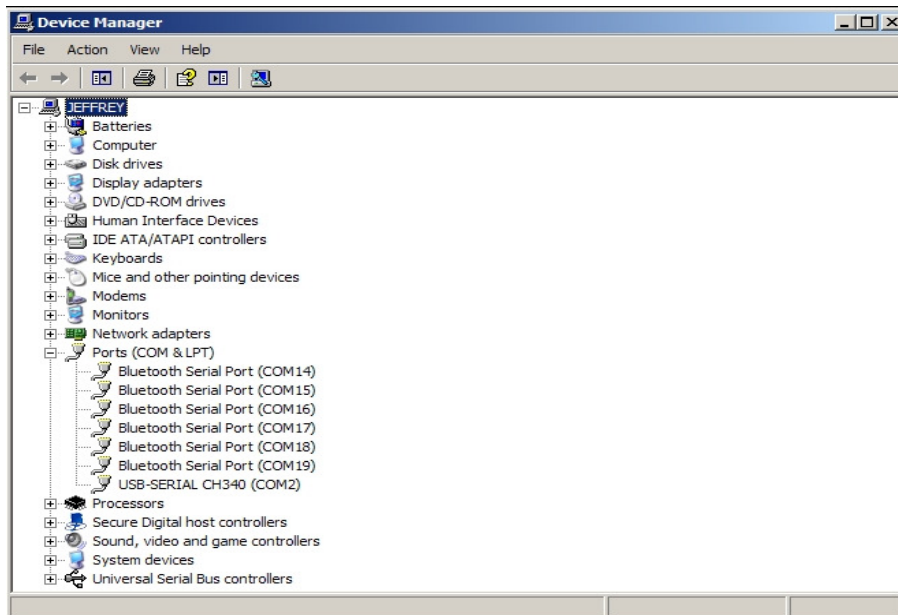 Device Manager
File Action View Help
JEFFREY
Batteries
Computer
Disk drives
Display adapters
DVD/CD-ROM drives
Human Interface Devices
IDE ATA/ATAPI controllers
Keyboards
Mice and other pointing devices
Modems
Monitors
Network adapters
Ports (COM & LPT)
Bluetooth Serial Port (COM14)
Bluetooth Serial Port (COM15)
Bluetooth Serial Port (COM16)
Bluetooth Serial Port (COM17)
Bluetooth Serial Port (COM18)
Bluetooth Serial Port (COM19)
USB-SERIAL CH340 (COM2)
Processors
Secure Digital host controllers
Sound, video and game controllers
System devices
Universal Serial Bus controllers